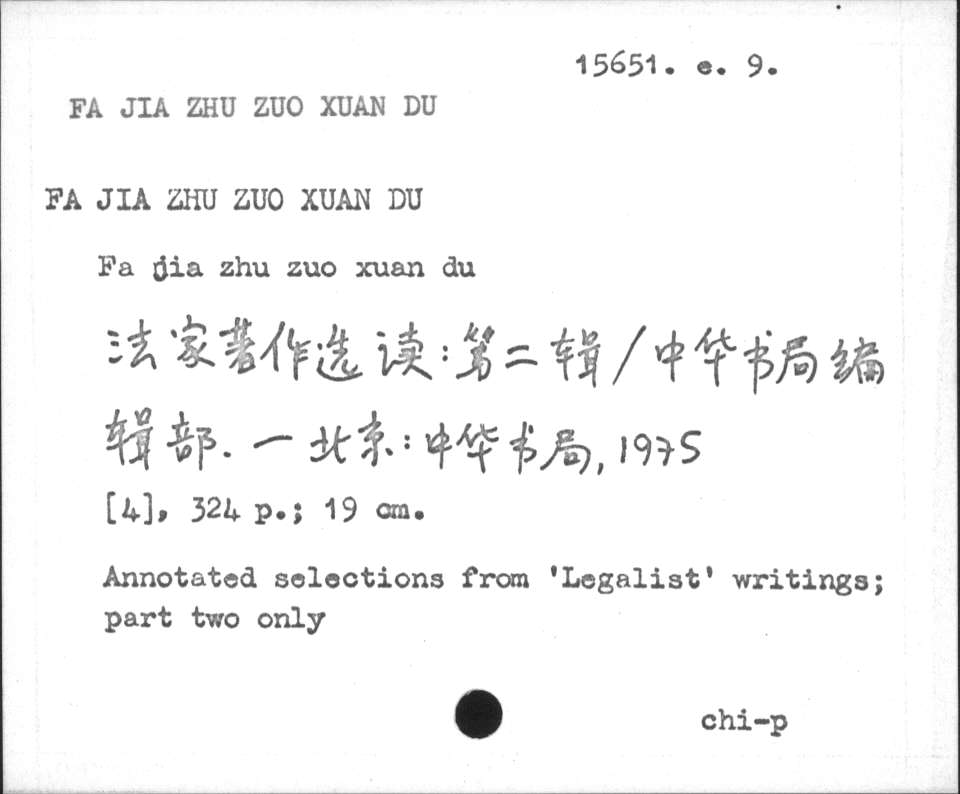 15651. e. 9.
FA JIA ZHU ZUO XUAN DU
FA JIA ZHU ZUO XUAN DU
Fa jia zhu zuo xuan du
法家著作选读:第二辑/中华书局编
辑部.—北京:中华书局,1975
[4], 324 p.; 19 cm.
Annotated selections from 'Legalist' writings;
part two only
chi-p